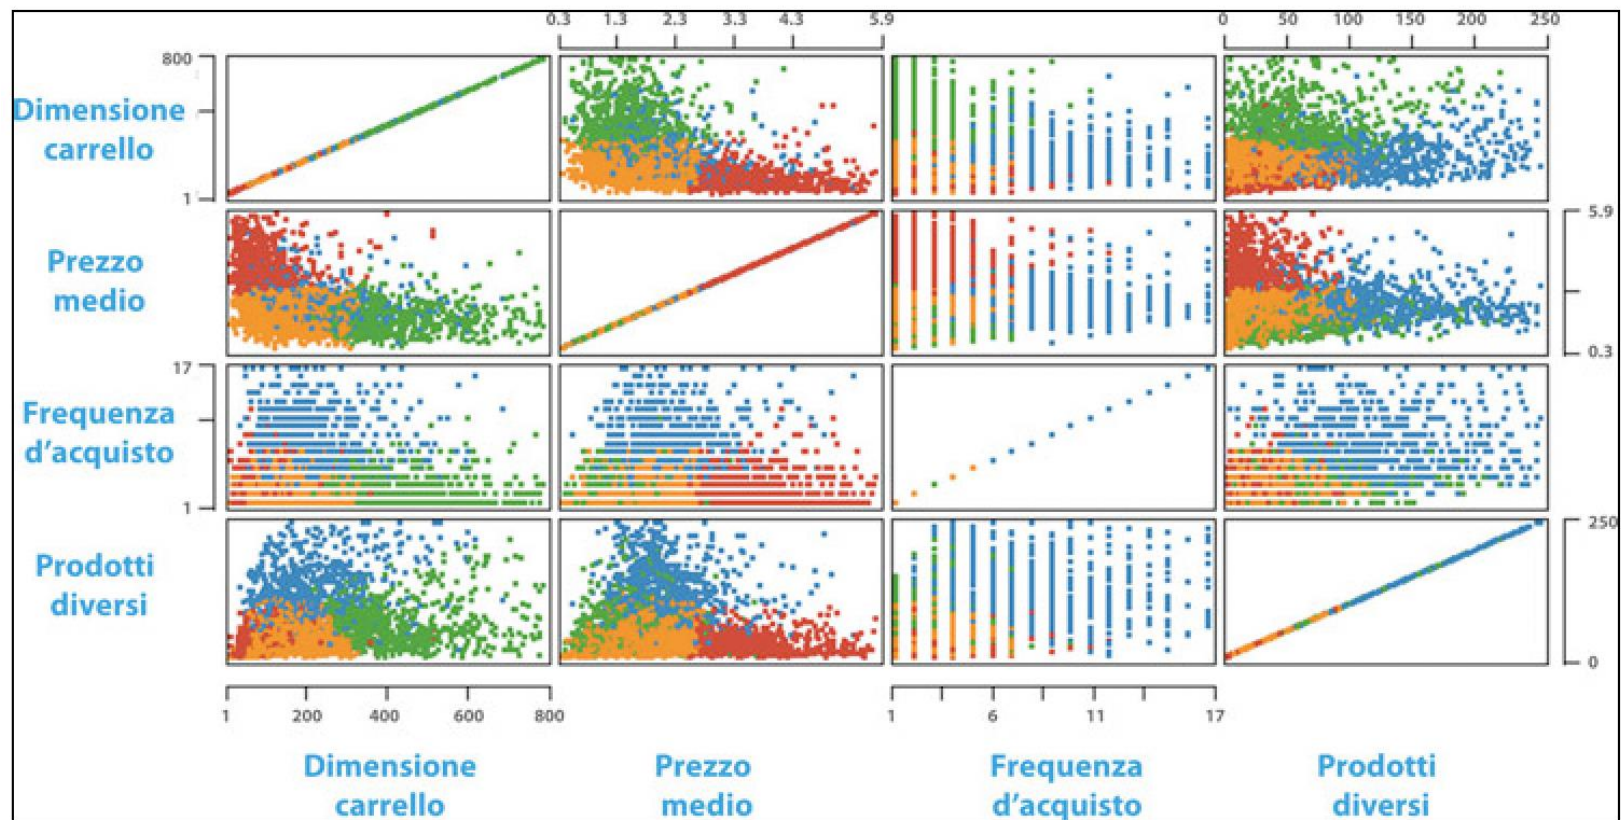 0.3 1.3 2.3 3.3 4.3 5.9 0 50 100 150 200 250
800
Dimensione
carrello
1
Prezzo
medio
5.9
0.3
17
Frequenza
d'acquisto
1
Prodotti
diversi
250
0
1 200 400 600 800 1 6 11 17
Dimensione Prezzo Frequenza Prodotti
carrello medio d'acquisto diversi